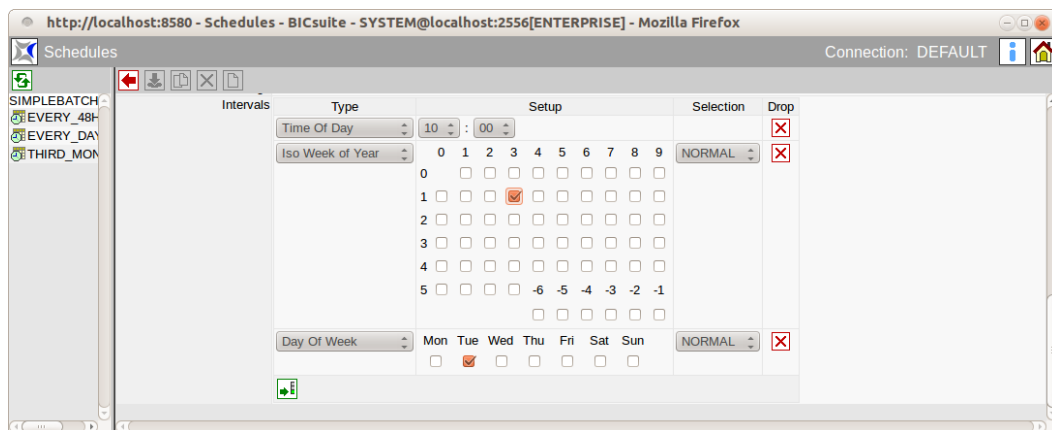 http://localhost:8580 - Schedules - BICsuite - SYSTEM@localhost:2556[ENTERPRISE] - Mozilla Firefox
Schedules
Connection: DEFAULT
SIMPLEBATCH
EVERY_48H
EVERY_DAY
THIRD_MON
Intervals
Type Setup Selection Drop
Time Of Day 10 : 00
Iso Week of Year 0 1 2 3 4 5 6 7 8 9 NORMAL
0
1
2
3
4
5 -6 -5 -4 -3 -2 -1
Day Of Week Mon Tue Wed Thu Fri Sat Sun NORMAL